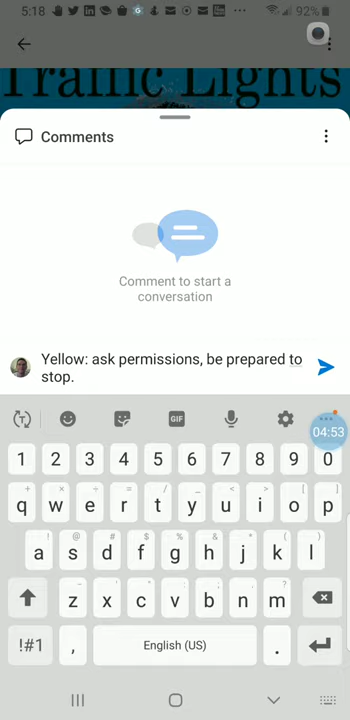 5:18 92%
Traffic Lights
Comments
Comment to start a
conversation
Yellow: ask permissions, be prepared to
stop.
GIF
04:53
1 2 3 4 5 6 7 8 9 0
q w e r t y u i o p
a s d f g h j k l
z x c v b n m
!#1 , English (US) .